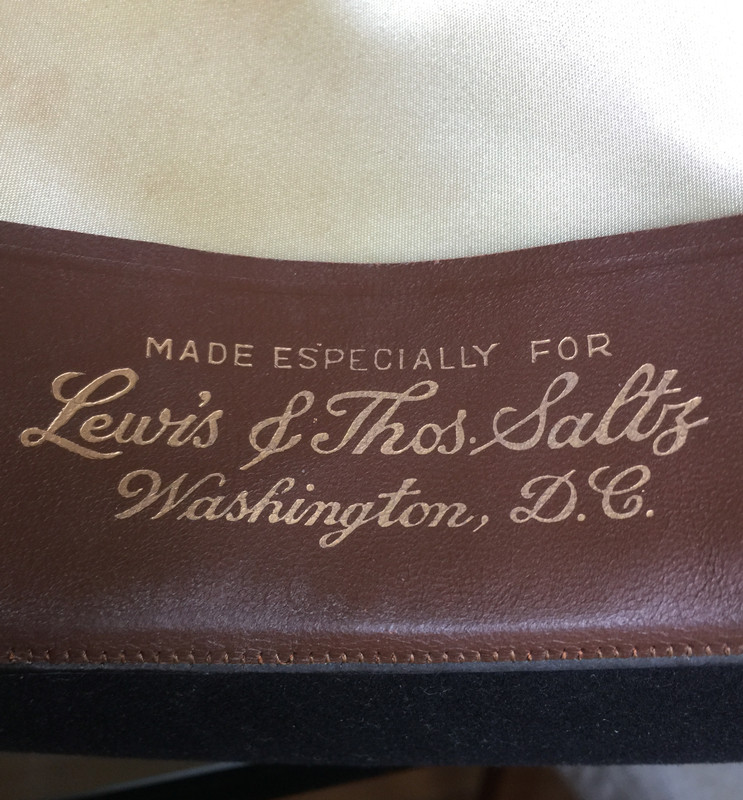 MADE ESPECIALLY FOR
Lewis & Thos. Saltz
Washington, D.C.